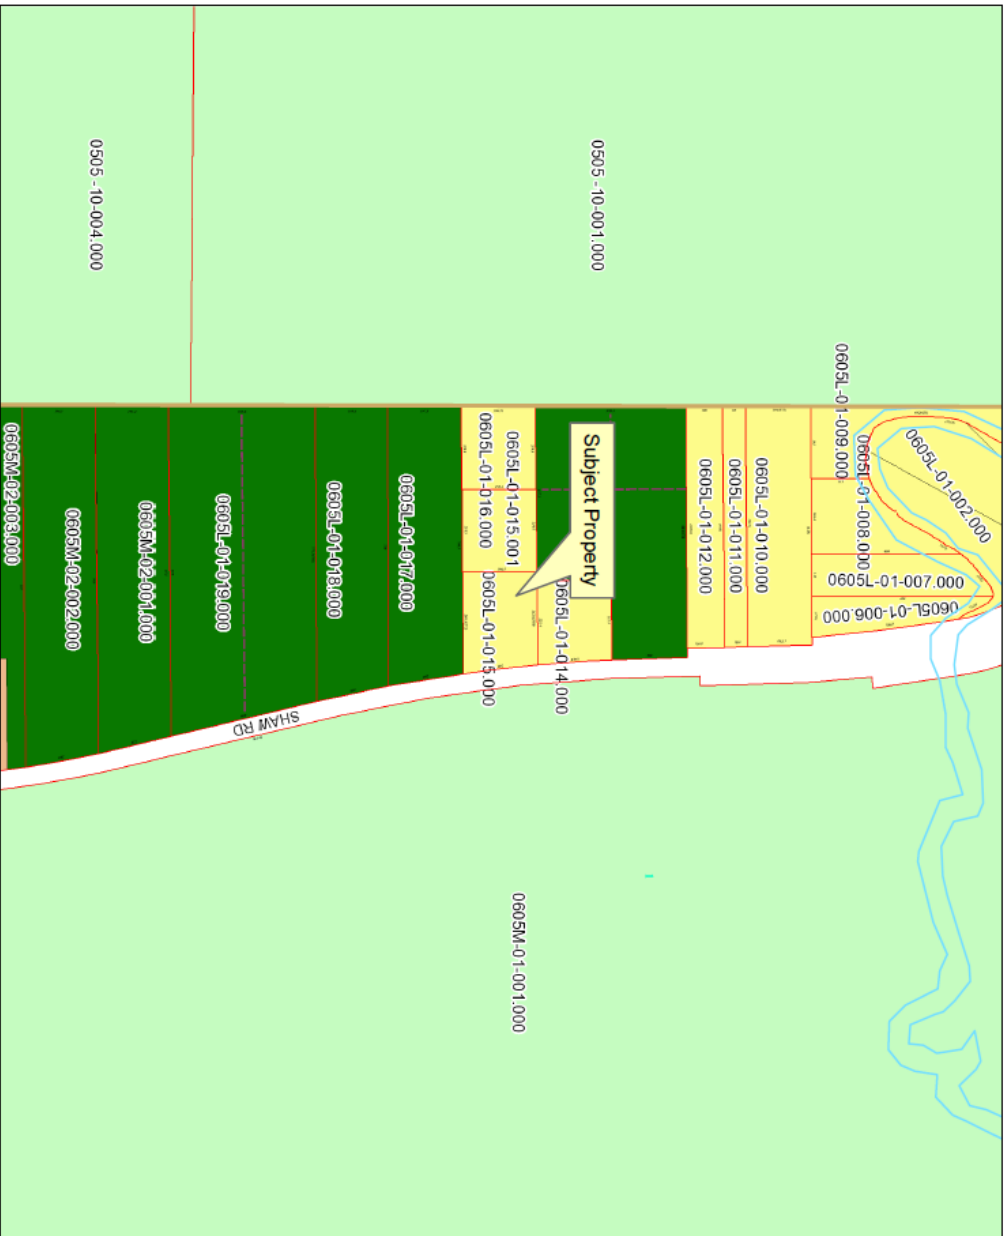 0505 -10-004.000
0505 -10-001.000
0605L-01-009.000
0605L-01-002.000
0605L-01-008.000
0605L-01-007.000
0605L-01-006.000
0605L-01-010.000
0605L-01-011.000
0605L-01-012.000
Subject Property
0605L-01-014.000
0605L-01-015.001
0605L-01-016.000
0605L-01-015.000
0605L-01-017.000
0605L-01-018.000
0605L-01-019.000
0605M-02-001.000
0605M-02-002.000
0605M-02-003.000
SHAW RD
0605M-01-001.000